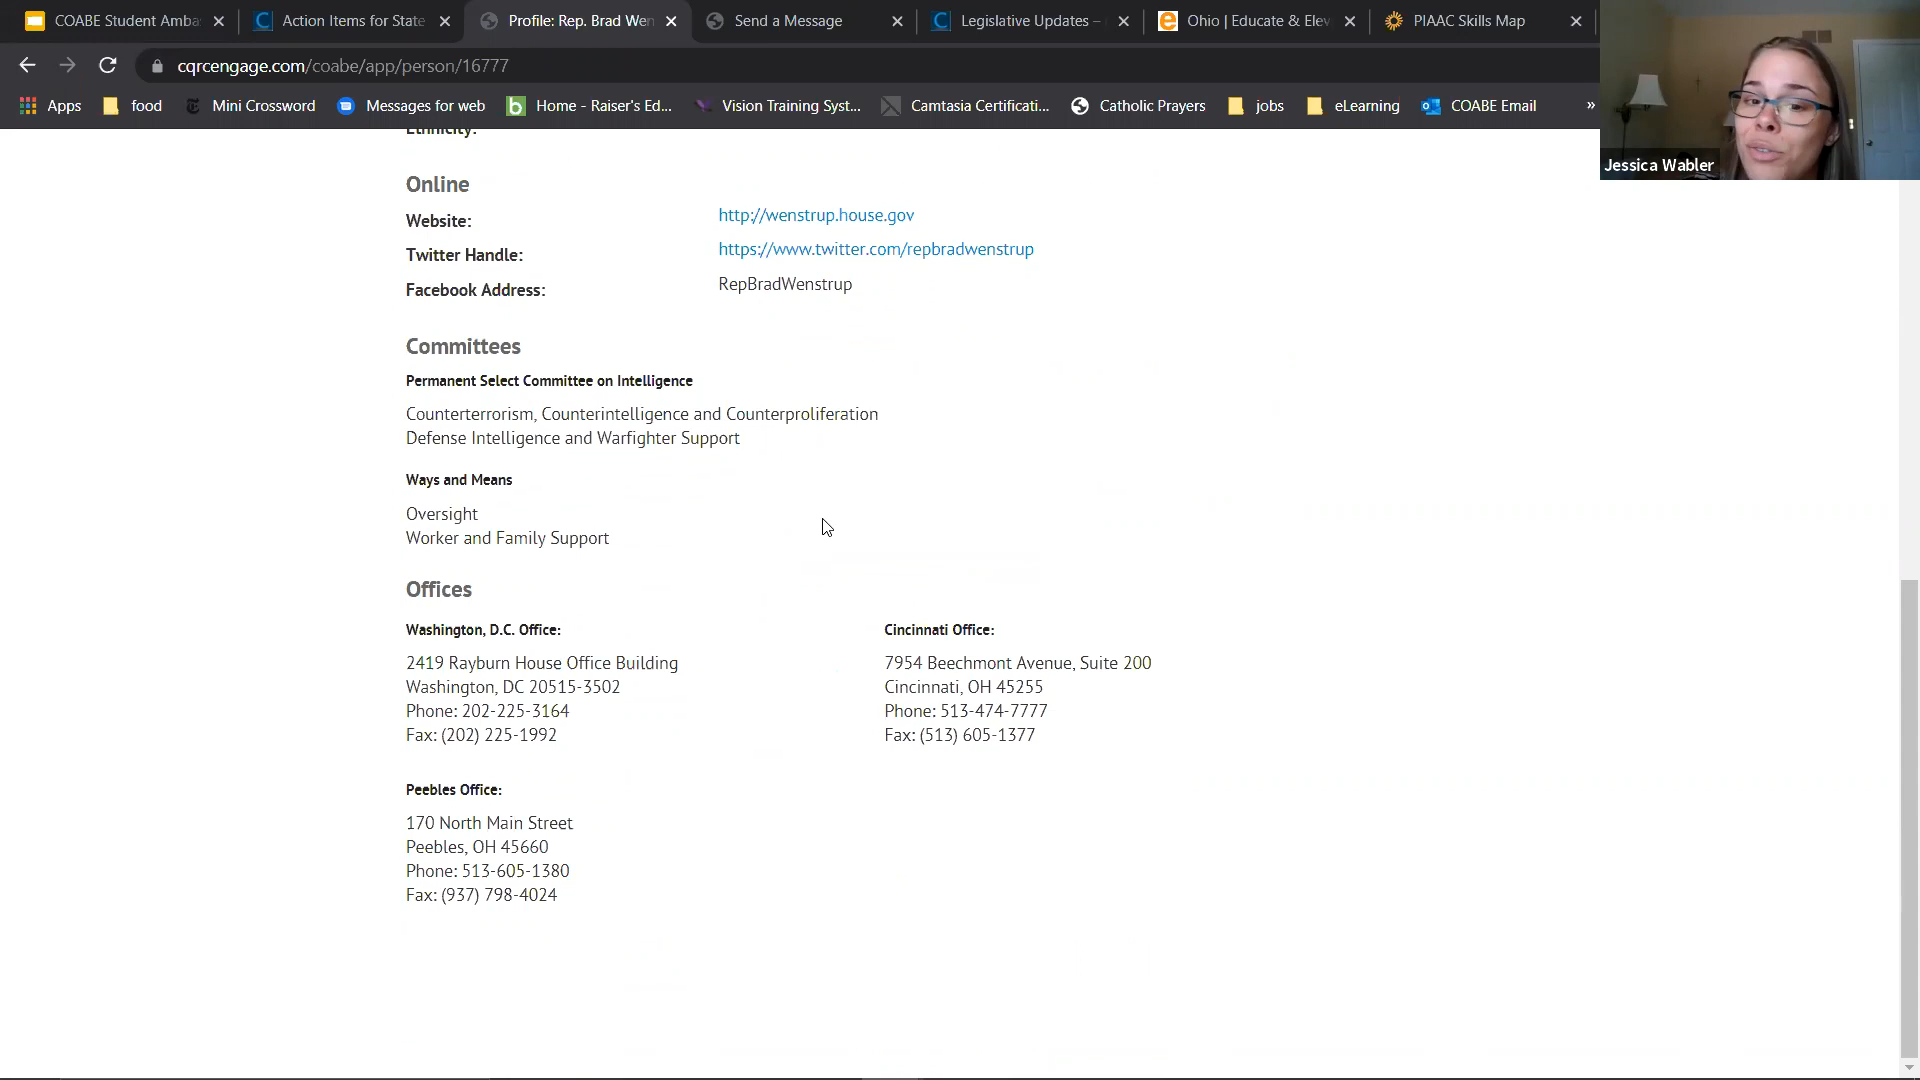 COABE Student Amba
Action Items for State
Profile: Rep. Brad Wen
Send a Message
Legislative Updates –
Ohio | Educate & Elev
PIAAC Skills Map
cqrcengage.com/coabe/app/person/16777
Apps
food
Mini Crossword
Messages for web
Home - Raiser's Ed...
Vision Training Syst...
Camtasia Certificati...
Catholic Prayers
jobs
eLearning
COABE Email
»
Jessica Wabler
Ethnicity:
Online
Website: http://wenstrup.house.gov
Twitter Handle: https://www.twitter.com/repbradwenstrup
Facebook Address: RepBradWenstrup
Committees
Permanent Select Committee on Intelligence
Counterterrorism, Counterintelligence and Counterproliferation
Defense Intelligence and Warfighter Support
Ways and Means
Oversight
Worker and Family Support
Offices
Washington, D.C. Office:
2419 Rayburn House Office Building
Washington, DC 20515-3502
Phone: 202-225-3164
Fax: (202) 225-1992
Cincinnati Office:
7954 Beechmont Avenue, Suite 200
Cincinnati, OH 45255
Phone: 513-474-7777
Fax: (513) 605-1377
Peebles Office:
170 North Main Street
Peebles, OH 45660
Phone: 513-605-1380
Fax: (937) 798-4024